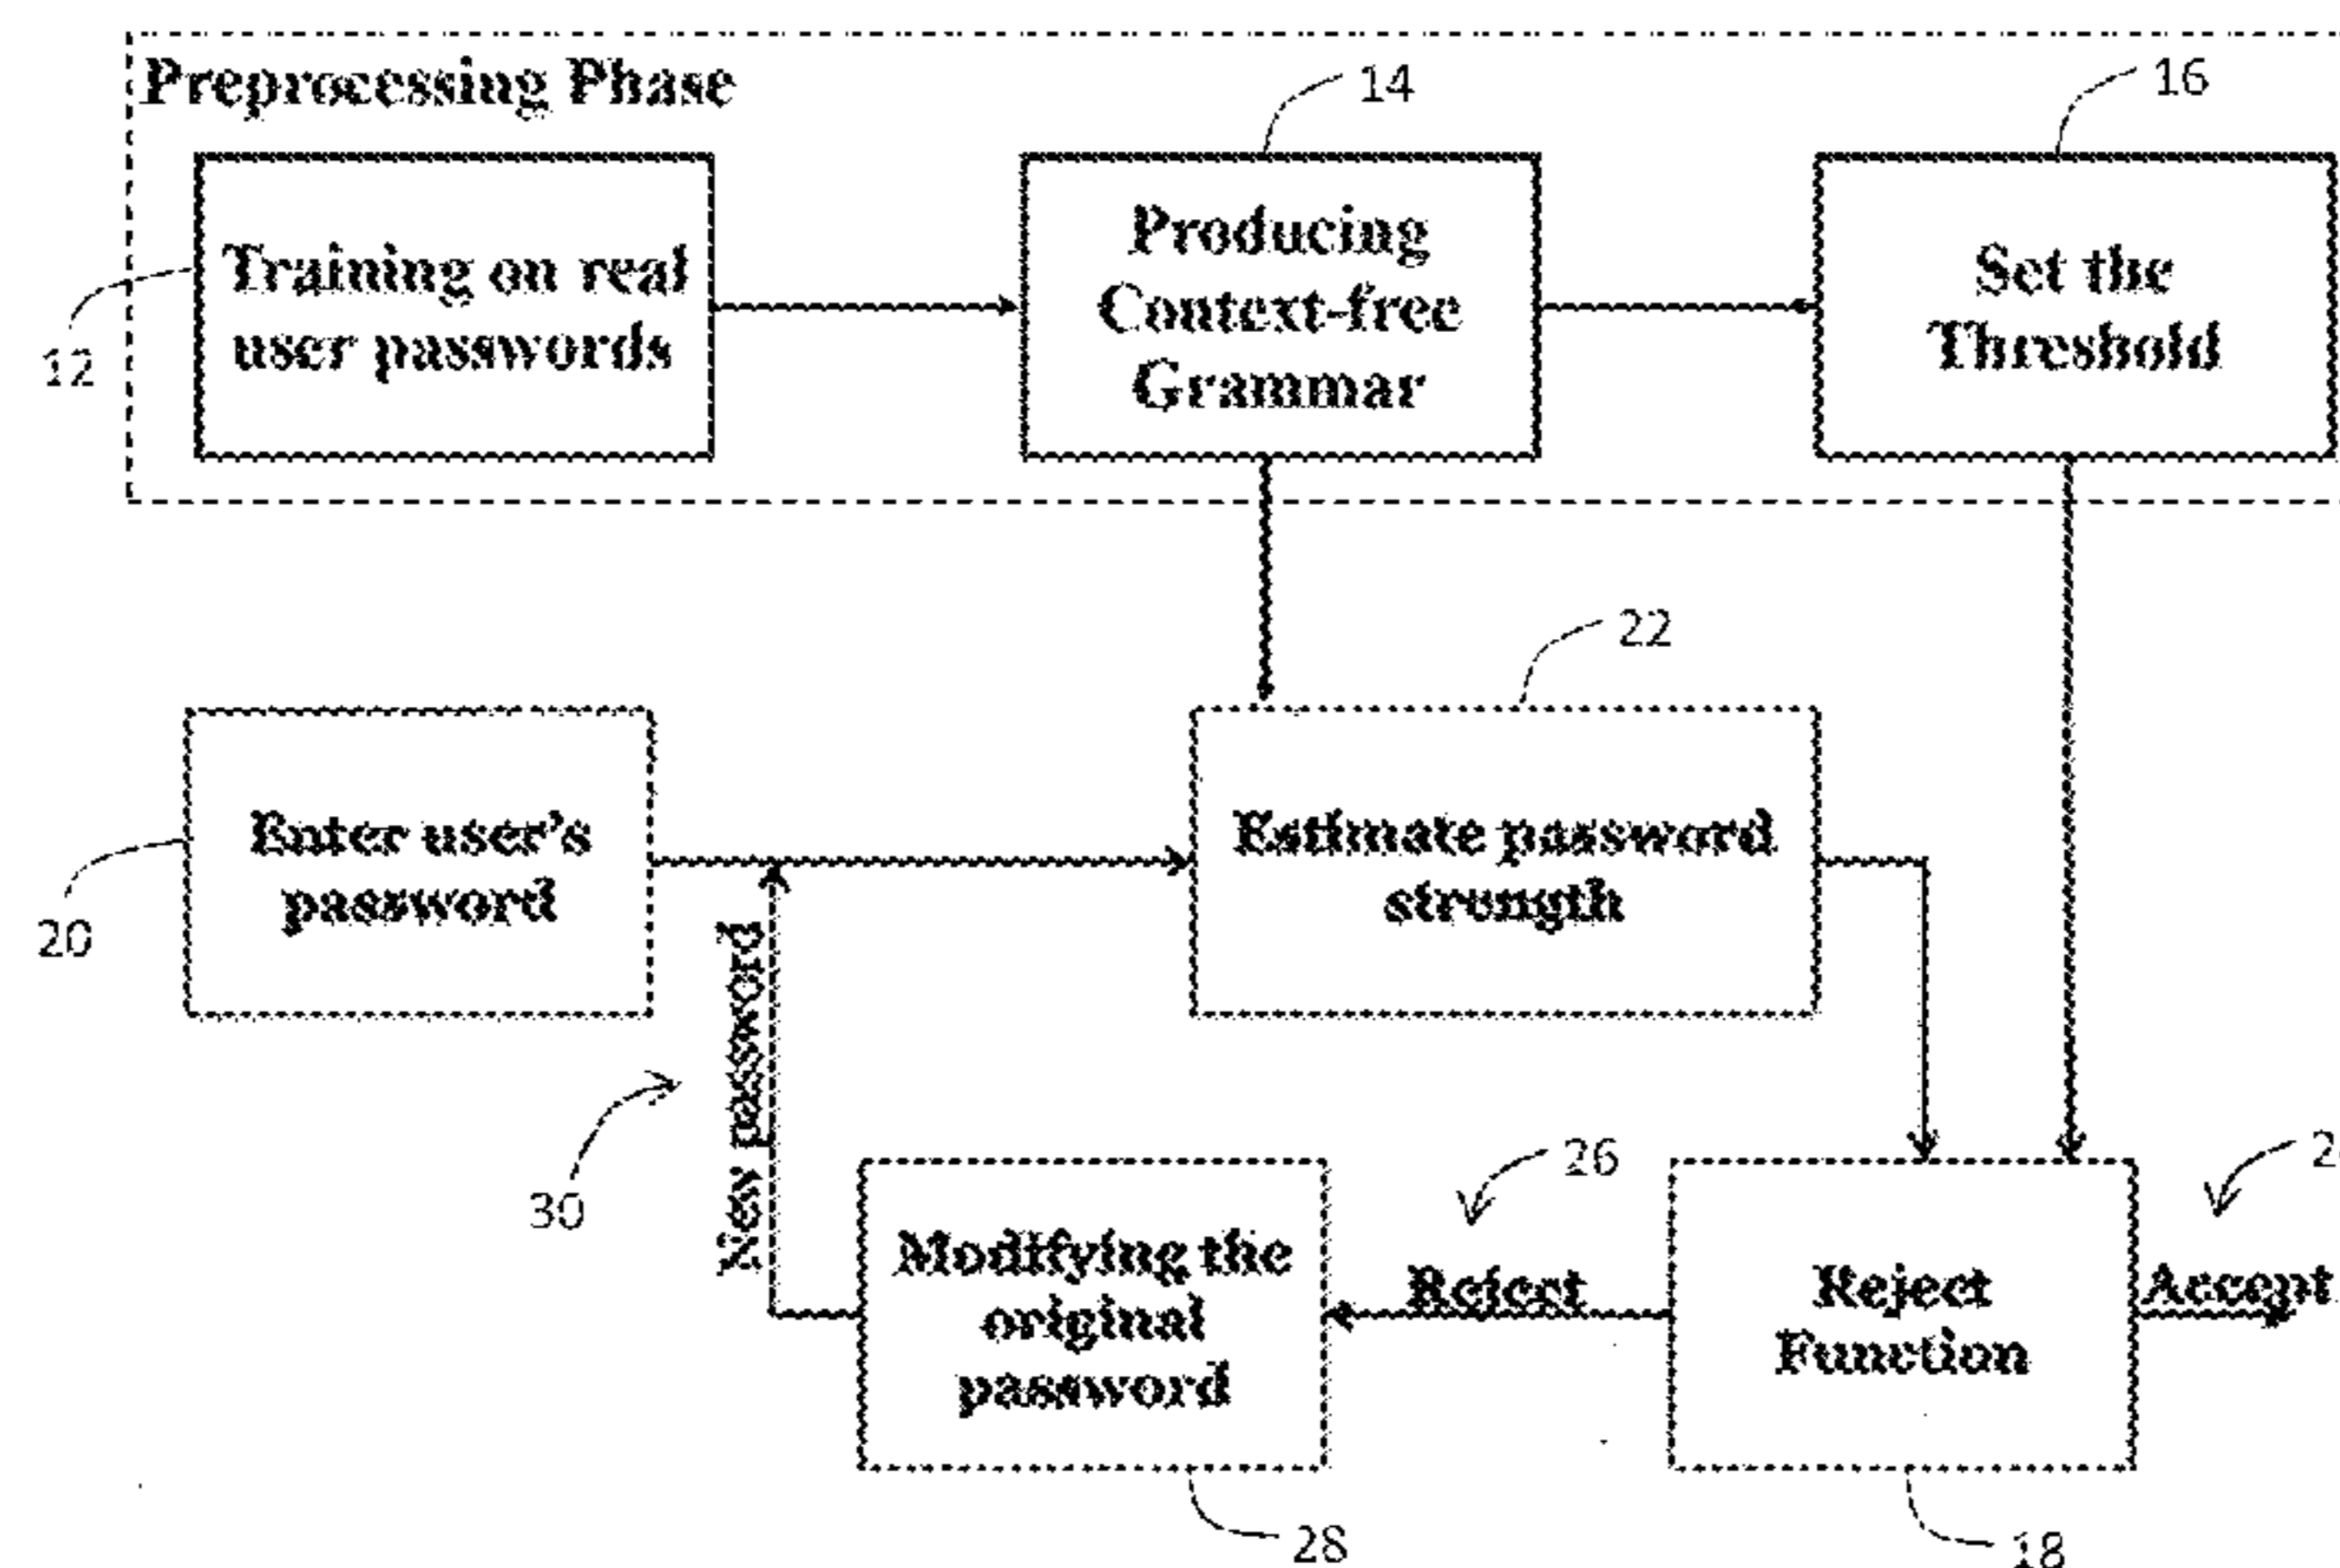 Preprocessing Phase
14
16
Training on real
user passwords
12
Producing
Context-free
Grammar
Set the
Threshold
22
Enter user's
password
20
Estimate password
strength
New password
30
26
Modifying the
original
password
28
Reject
Reject
Function
18
Accept